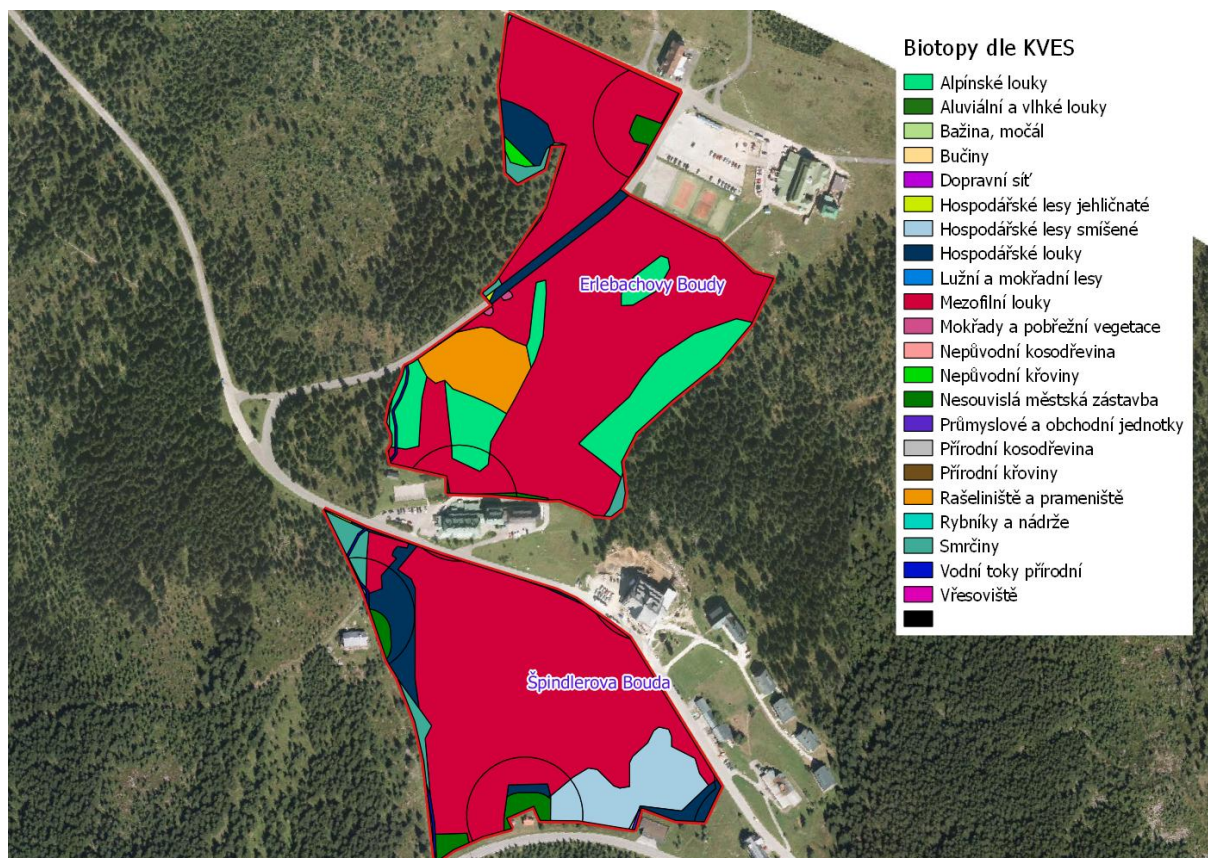 Biotopy dle KVES
Alpínské louky
Aluviální a vlhké louky
Bažina, močál
Bučiny
Dopravní síť
Hospodářské lesy jehličnaté
Hospodářské lesy smíšené
Hospodářské louky
Lužní a mokřadní lesy
Mezofilní louky
Mokřady a pobřežní vegetace
Nepůvodní kosodřevina
Nepůvodní křoviny
Nesouvislá městská zástavba
Průmyslové a obchodní jednotky
Přírodní kosodřevina
Přírodní křoviny
Rašeliniště a prameniště
Rybníky a nádrže
Smrčiny
Vodní toky přírodní
Vřesoviště
Erlebachovy Boudy
Špindlerova Bouda